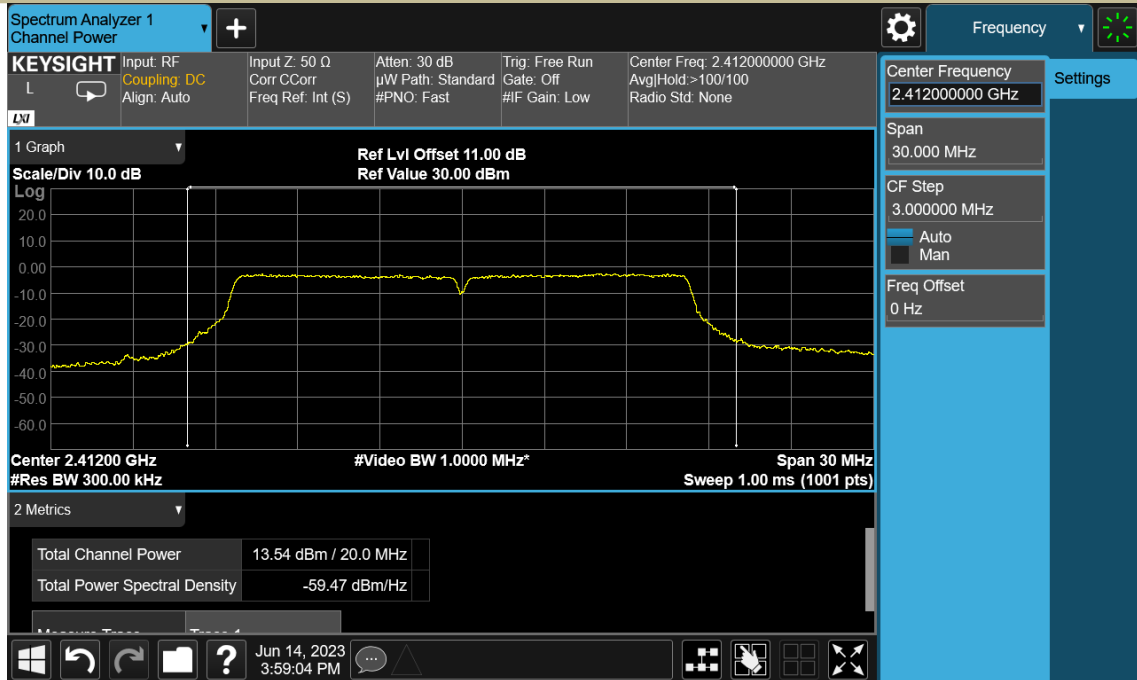 Spectrum Analyzer 1
Channel Power
+
Frequency
KEYSIGHT
L
LXI
Input: RF
Coupling: DC
Align: Auto
Input Z: 50 Ω
Corr CCorr
Freq Ref: Int (S)
Atten: 30 dB
µW Path: Standard
#PNO: Fast
Trig: Free Run
Gate: Off
#IF Gain: Low
Center Freq: 2.412000000 GHz
Avg|Hold:>100/100
Radio Std: None
1 Graph
Ref Lvl Offset 11.00 dB
Scale/Div 10.0 dB
Ref Value 30.00 dBm
Log
20.0
10.0
0.00
-10.0
-20.0
-30.0
-40.0
-50.0
-60.0
Center 2.41200 GHz
#Video BW 1.0000 MHz*
Span 30 MHz
#Res BW 300.00 kHz
Sweep 1.00 ms (1001 pts)
2 Metrics
Total Channel Power
13.54 dBm / 20.0 MHz
Total Power Spectral Density
-59.47 dBm/Hz
Measure Trace
Trace 1
?
Jun 14, 2023
3:59:04 PM
Center Frequency
2.412000000 GHz
Span
30.000 MHz
CF Step
3.000000 MHz
Auto
Man
Freq Offset
0 Hz
Settings